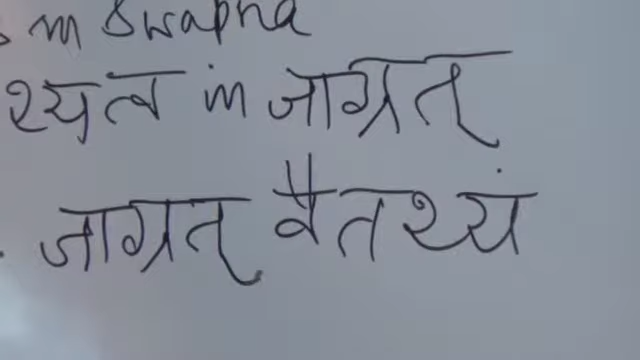 in Swapna
श्यत्व in जाग्रत्
जाग्रत् वैतथ्यं